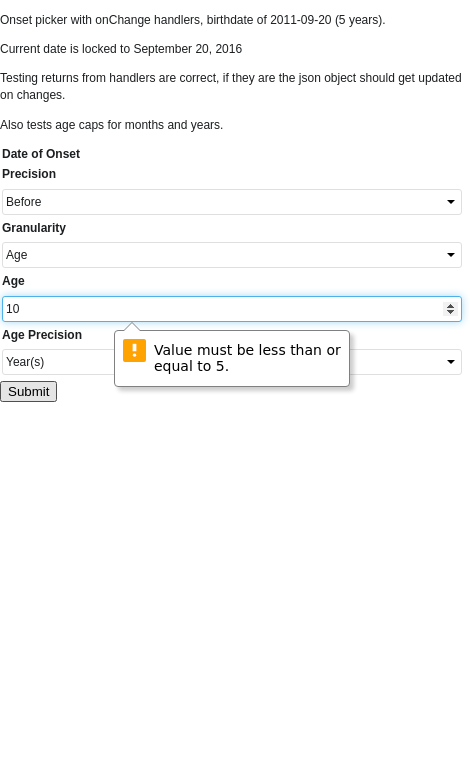 Onset picker with onChange handlers, birthdate of 2011-09-20 (5 years).
Current date is locked to September 20, 2016
Testing returns from handlers are correct, if they are the json object should get updated
on changes.
Also tests age caps for months and years.
Date of Onset
Precision
Before
Granularity
Age
Age
10
Age Precision
Year(s)
Value must be less than or
equal to 5.
Submit